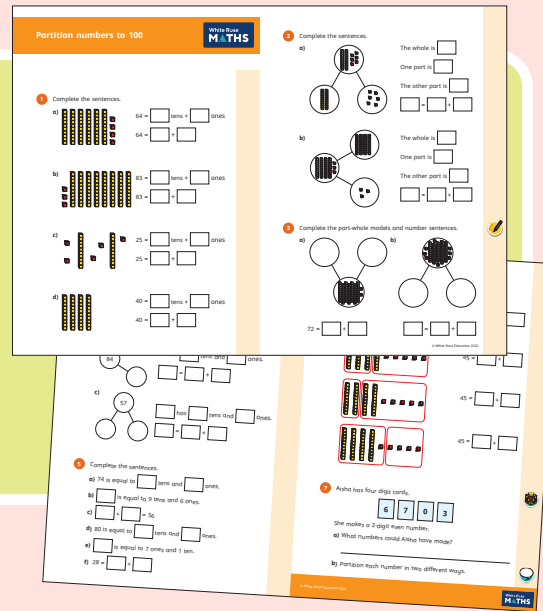 Partition numbers to 100
White Rose
MATHS
1 Complete the sentences.
a)
64 = tens + ones
64 = +
b)
83 = tens + ones
83 = +
c)
25 = tens + ones
25 = +
d)
40 = tens + ones
40 = +
2 Complete the sentences.
a)
The whole is
One part is
The other part is
= +
b)
The whole is
One part is
The other part is
= +
3 Complete the part-whole models and number sentences.
a) b)
72 = +
= +
© White Rose Education 2022
84
tens and ones.
= +
c)
57
has tens and ones.
= +
5 Complete the sentences.
a) 74 is equal to tens and ones.
b) is equal to 9 tens and 6 ones.
c) + = 56
d) 80 is equal to tens and ones.
e) is equal to 7 ones and 1 ten.
f) 28 = +
45 = +
45 = +
45 = +
7 Aisha has four digit cards.
6 7 0 3
She makes a 2-digit even number.
a) What numbers could Aisha have made?
b) Partition each number in two different ways.
© White Rose Education 2022
White Rose
MATHS